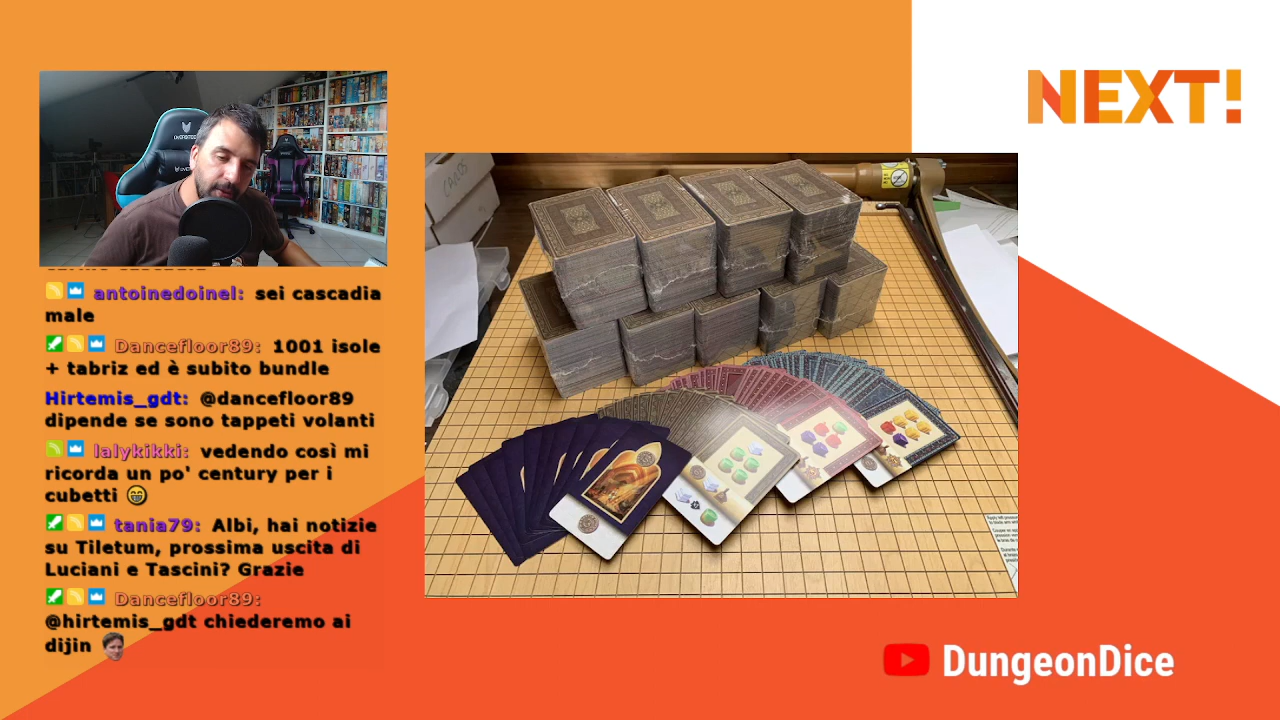 NEXT!
antoinedoinel: sei cascadia
male
Dancefloor89: 1001 isole
+ tabriz ed è subito bundle
Hirtemis_gdt: @dancefloor89
dipende se sono tappeti volanti
lalykikki: vedendo così mi
ricorda un po' century per i
cubetti 😁
tania79: Albi, hai notizie
su Tiletum, prossima uscita di
Luciani e Tascini? Grazie
Dancefloor89:
@hirtemis_gdt chiederemo ai
dijin
DungeonDice